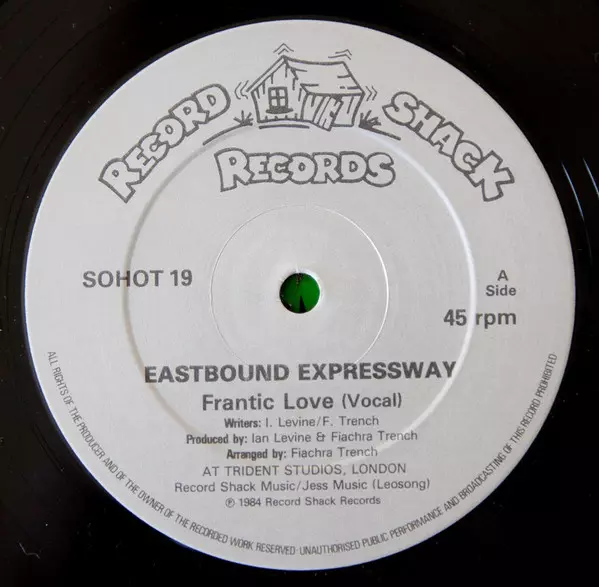 RECORD SHACK
RECORDS
SOHOT 19
A
Side
45 rpm
EASTBOUND EXPRESSWAY
Frantic Love (Vocal)
Writers: I. Levine/F. Trench
Produced by: Ian Levine & Fiachra Trench
Arranged by: Fiachra Trench
AT TRIDENT STUDIOS, LONDON
Record Shack Music/Jess Music (Leosong)
℗ 1984 Record Shack Records
ALL RIGHTS OF THE PRODUCER AND OF THE OWNER OF THE RECORDED WORK RESERVED · UNAUTHORISED PUBLIC PERFORMANCE AND BROADCASTING OF THIS RECORD PROHIBITED